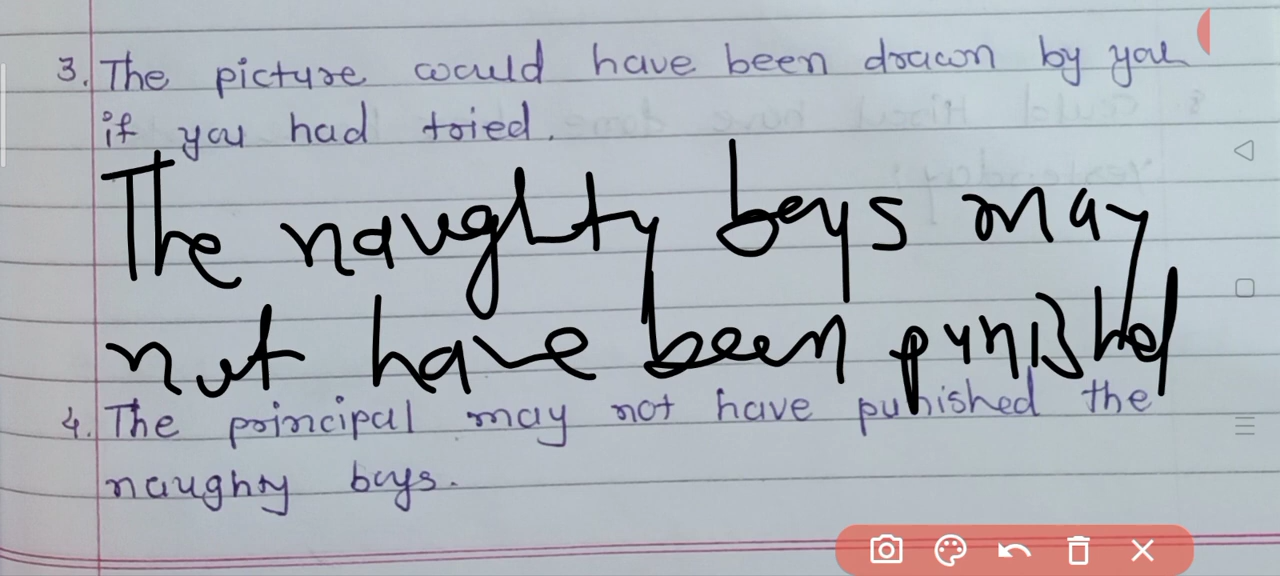 3. The picture would have been drawn by you
if you had tried.
The naughty boys may
not have been punished
4. The principal may not have punished the
naughty boys.